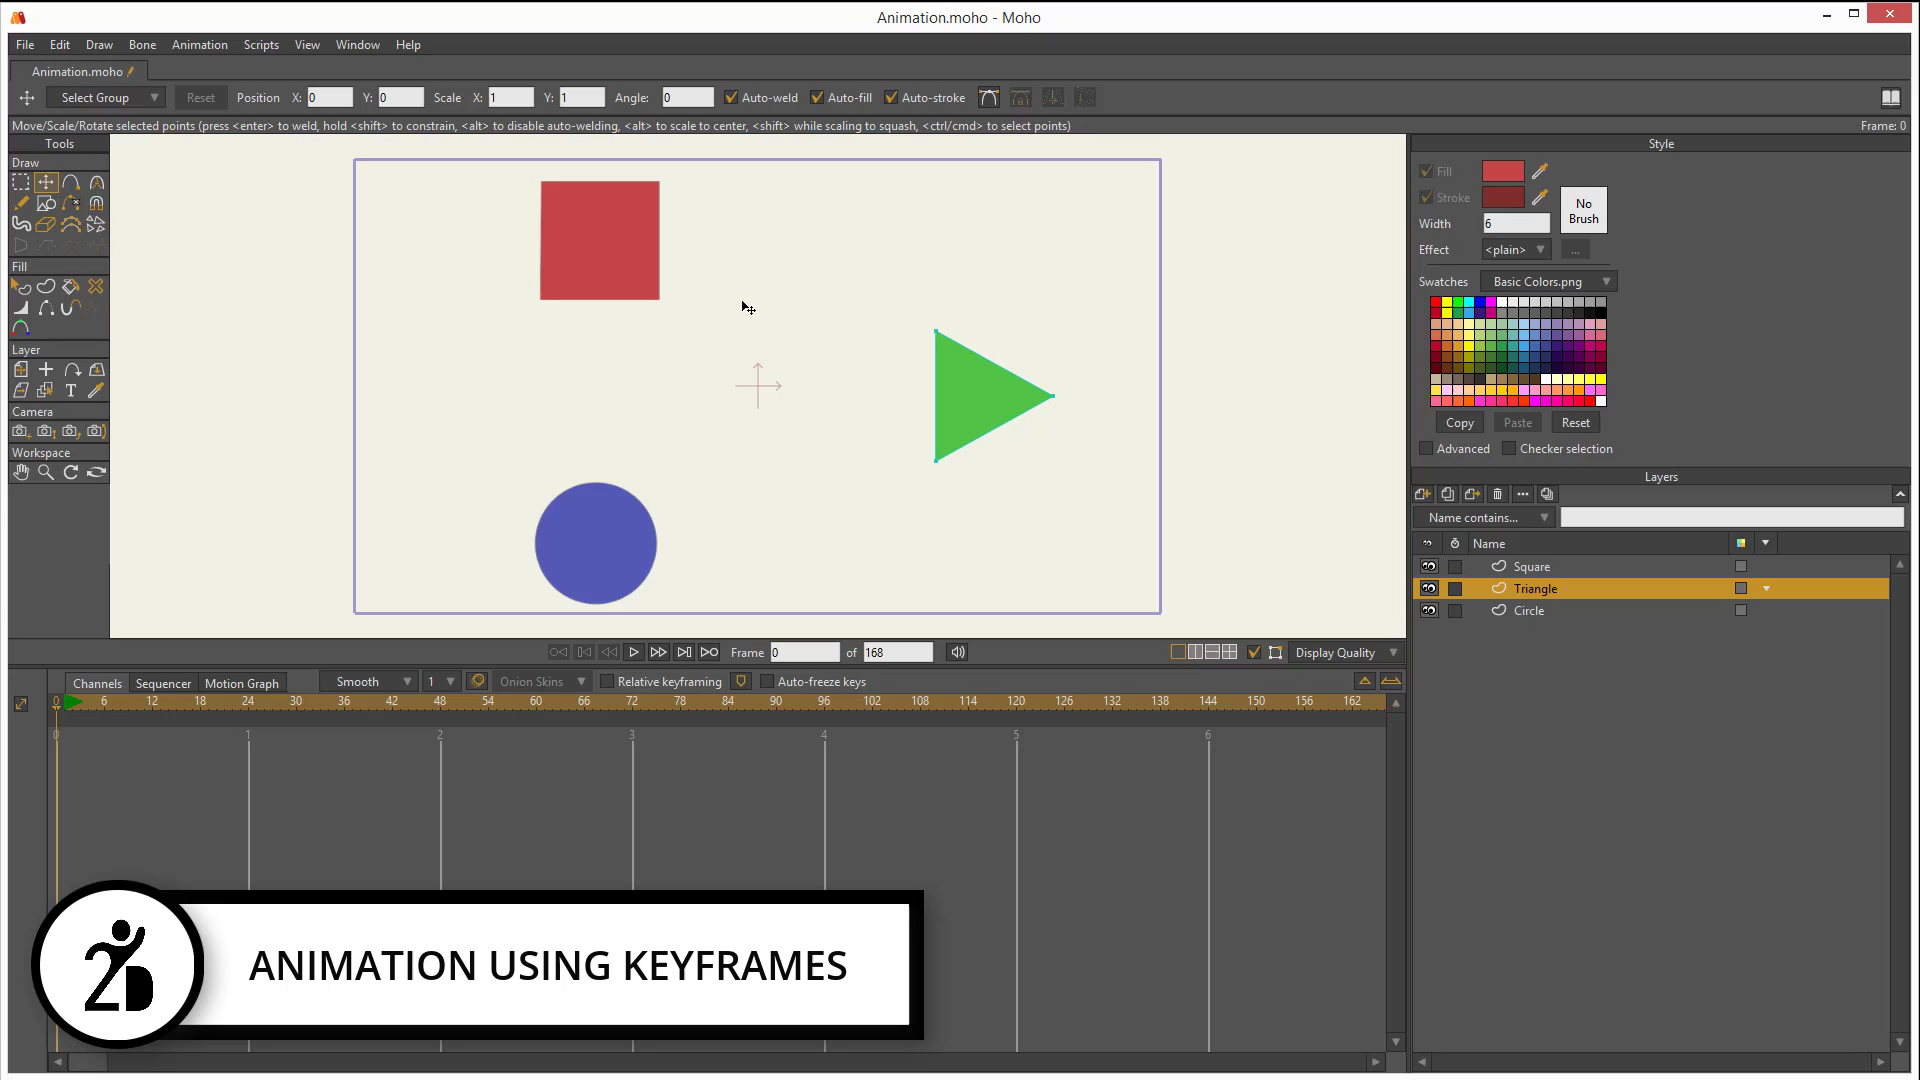 Animation.moho - Moho
File Edit Draw Bone Animation Scripts View Window Help
Animation.moho
Select Group Reset Position X: 0 Y: 0 Scale X: 1 Y: 1 Angle: 0 Auto-weld Auto-fill Auto-stroke
Move/Scale/Rotate selected points (press <enter> to weld, hold <shift> to constrain, <alt> to disable auto-welding, <alt> to scale to center, <shift> while scaling to squash, <ctrl/cmd> to select points) Frame: 0
Tools
Draw
Fill
Layer
T
Camera
Workspace
Style
Fill
Stroke
No
Brush
Width 6
Effect <plain> ...
Swatches Basic Colors.png
Copy Paste Reset
Advanced Checker selection
Layers
Name contains...
Name
Square
Triangle
Circle
Frame 0 of 168 Display Quality
Channels Sequencer Motion Graph Smooth 1 Onion Skins Relative keyframing Auto-freeze keys
0 6 12 18 24 30 36 42 48 54 60 66 72 78 84 90 96 102 108 114 120 126 132 138 144 150 156 162
0 1 2 3 4 5 6
2D
ANIMATION USING KEYFRAMES